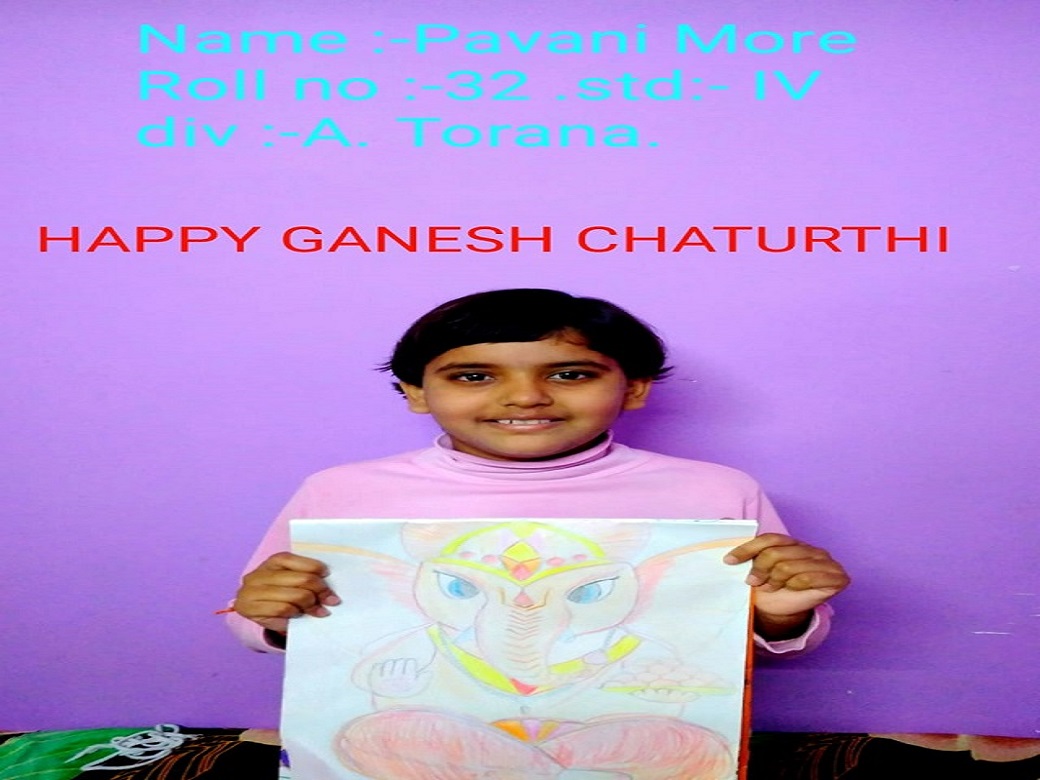 Name :-Pavani More
Roll no :-32 .std:- IV
div :-A. Torana.
HAPPY GANESH CHATURTHI